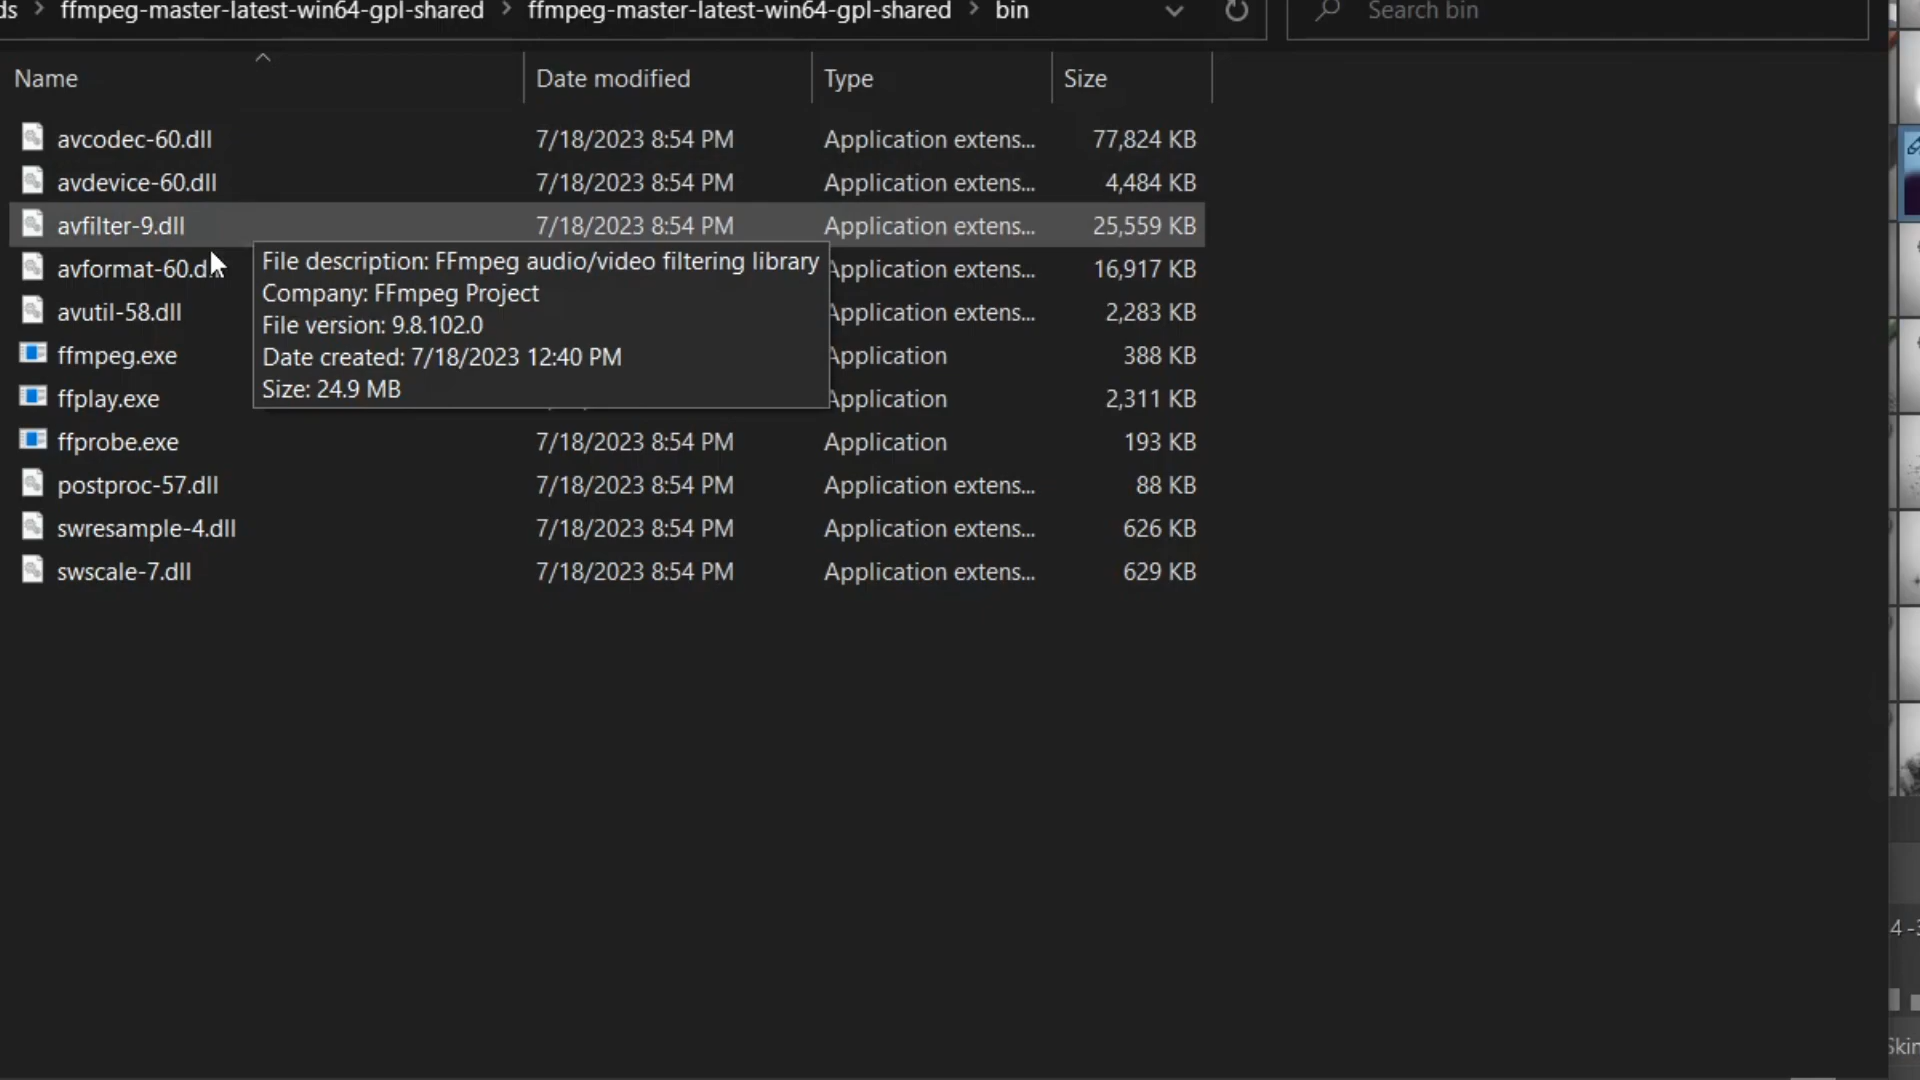 ds > ffmpeg-master-latest-win64-gpl-shared > ffmpeg-master-latest-win64-gpl-shared > bin
Search bin
Name Date modified Type Size
avcodec-60.dll 7/18/2023 8:54 PM Application extens... 77,824 KB
avdevice-60.dll 7/18/2023 8:54 PM Application extens... 4,484 KB
avfilter-9.dll 7/18/2023 8:54 PM Application extens... 25,559 KB
avformat-60.d Application extens... 16,917 KB
avutil-58.dll Application extens... 2,283 KB
ffmpeg.exe Application 388 KB
ffplay.exe Application 2,311 KB
File description: FFmpeg audio/video filtering library
Company: FFmpeg Project
File version: 9.8.102.0
Date created: 7/18/2023 12:40 PM
Size: 24.9 MB
ffprobe.exe 7/18/2023 8:54 PM Application 193 KB
postproc-57.dll 7/18/2023 8:54 PM Application extens... 88 KB
swresample-4.dll 7/18/2023 8:54 PM Application extens... 626 KB
swscale-7.dll 7/18/2023 8:54 PM Application extens... 629 KB